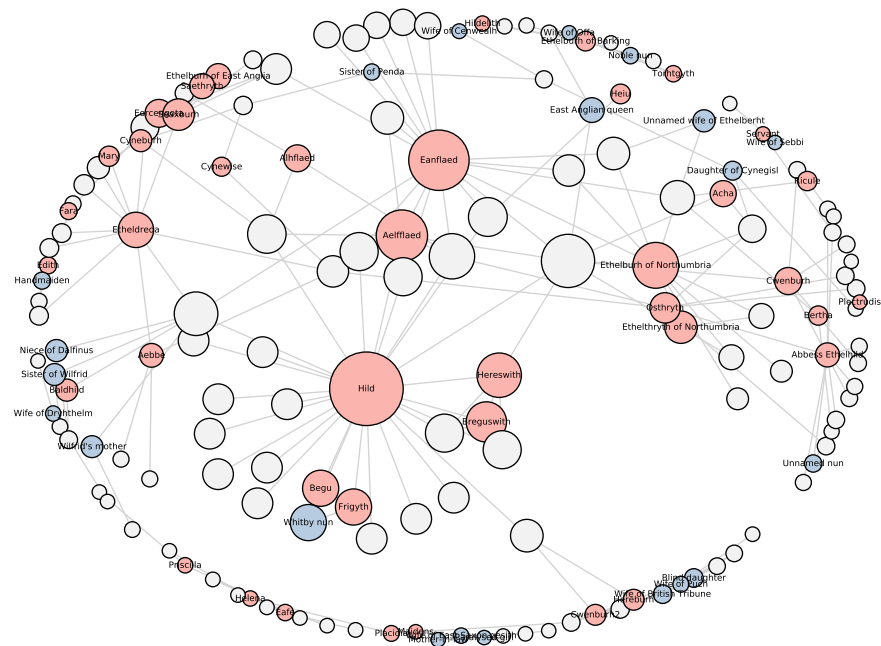 Hildelith
Wife of Cenwealh
Wife of Offa
Ethelburh of Barking
Noble nun
Torhtgyth
Sister of Penda
Ethelburh of East Anglia
Saethryth
Heiu
East Anglian queen
Unnamed wife of Ethelberht
Servant
Wife of Sebbi
Cyneburh
Mary
Cynewise
Alhflaed
Eanflaed
Daughter of Cynegisl
Acha
Ricule
Fara
Etheldreda
Aelfflaed
Edith
Handmaiden
Ethelburh of Northumbria
Cwenburh
Osthryth
Bertha
Plectrudis
Ethelthryth of Northumbria
Niece of Dalfinus
Aebbe
Abbess Ethelhild
Sister of Wilfrid
Baldhild
Hild
Hereswith
Wife of Dryhthelm
Breguswith
Wilfrid's mother
Unnamed nun
Begu
Frigyth
Whitby nun
Priscilla
Blind daughter
Wife of Puch
Wife of British Tribune
Helena
Hereburh
Eafe
Cwenburh2